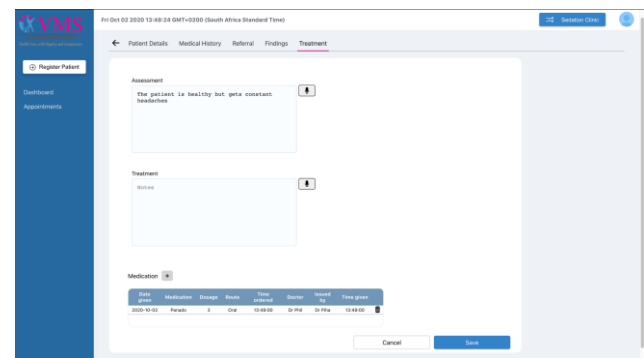 VMS
Fri Oct 02 2020 13:48:24 GMT+0200 (South Africa Standard Time)
Sedation Clinic
Patient Details Medical History Referral Findings Treatment
Register Patient
Dashboard
Appointments
Assessment
The patient is healthy but gets constant
headaches
Treatment
Notes
Medication +
Date given Medication Dosage Route Time ordered Doctor Issued by Time given
2020-10-02 Panado 3 Oral 13:48:00 Dr Phil Dr Piha 13:48:00
Cancel Save